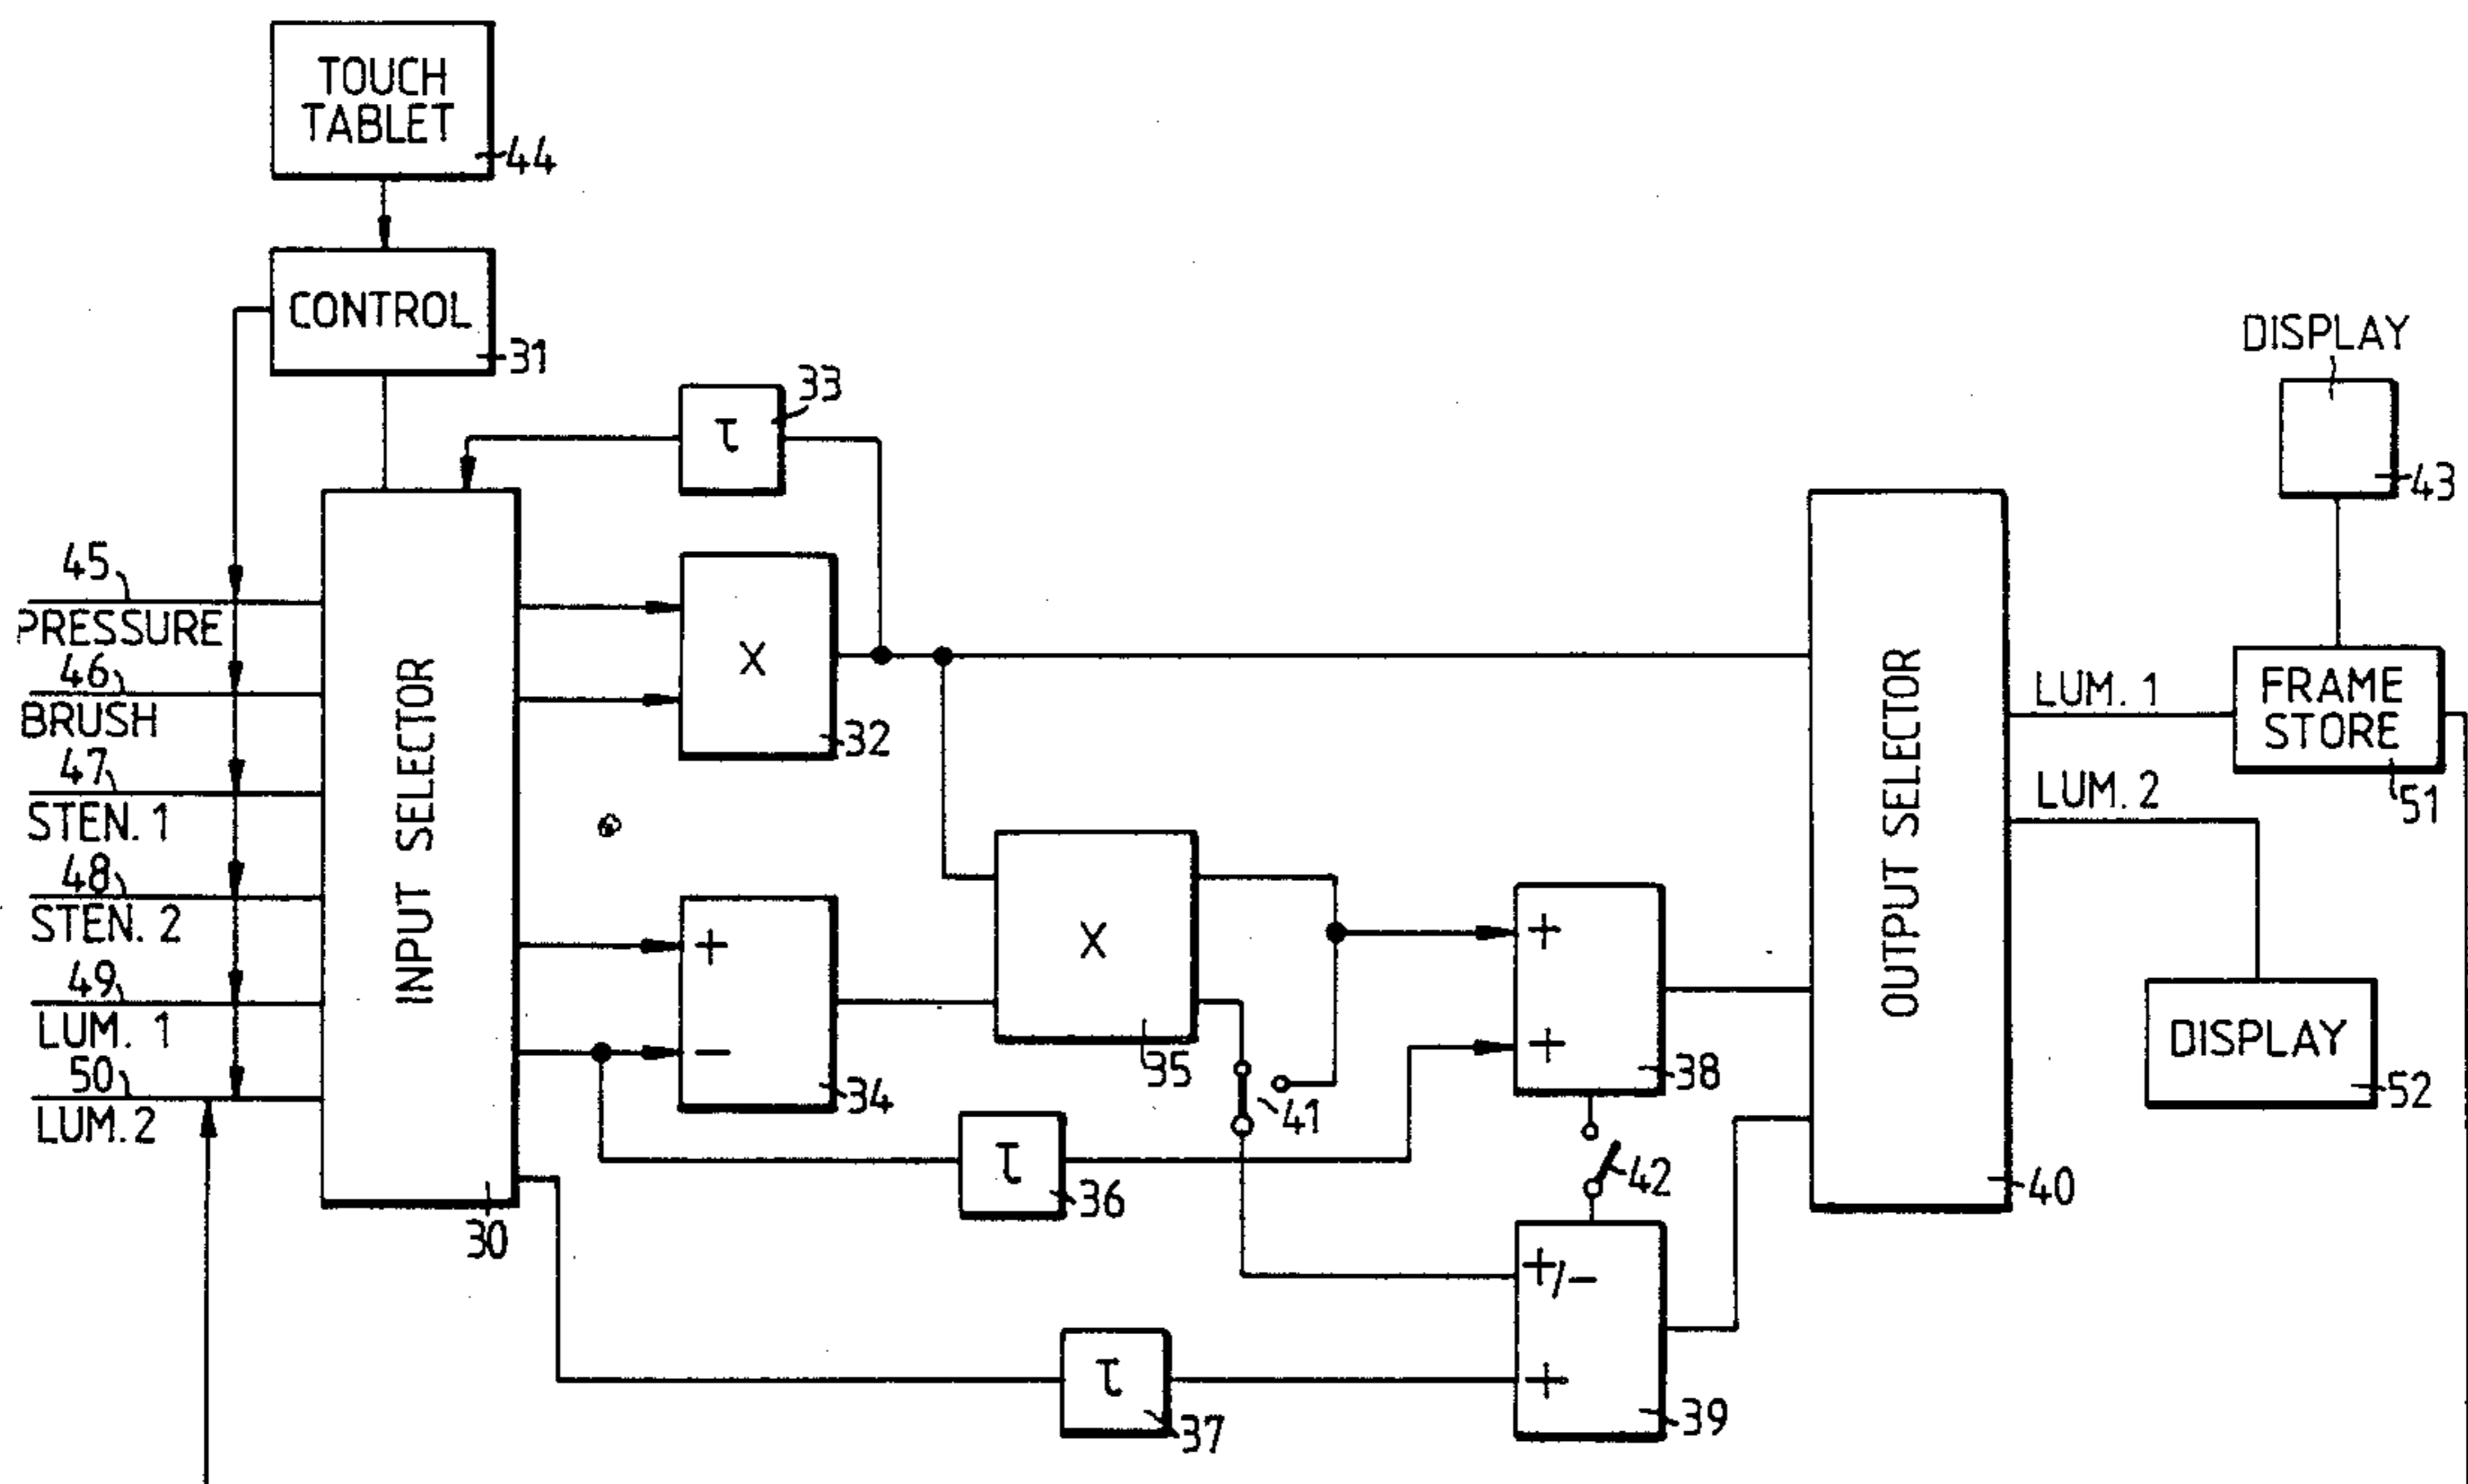 TOUCH
TABLET
44
CONTROL
31
33
τ
DISPLAY
43
45
PRESSURE
46
BRUSH
47
STEN. 1
48
STEN. 2
49
LUM. 1
50
LUM. 2
INPUT SELECTOR
30
X
32
+
−
34
X
35
τ
36
τ
37
41
+
+
38
42
+/−
+
39
OUTPUT SELECTOR
40
LUM. 1
LUM. 2
FRAME
STORE
51
DISPLAY
52